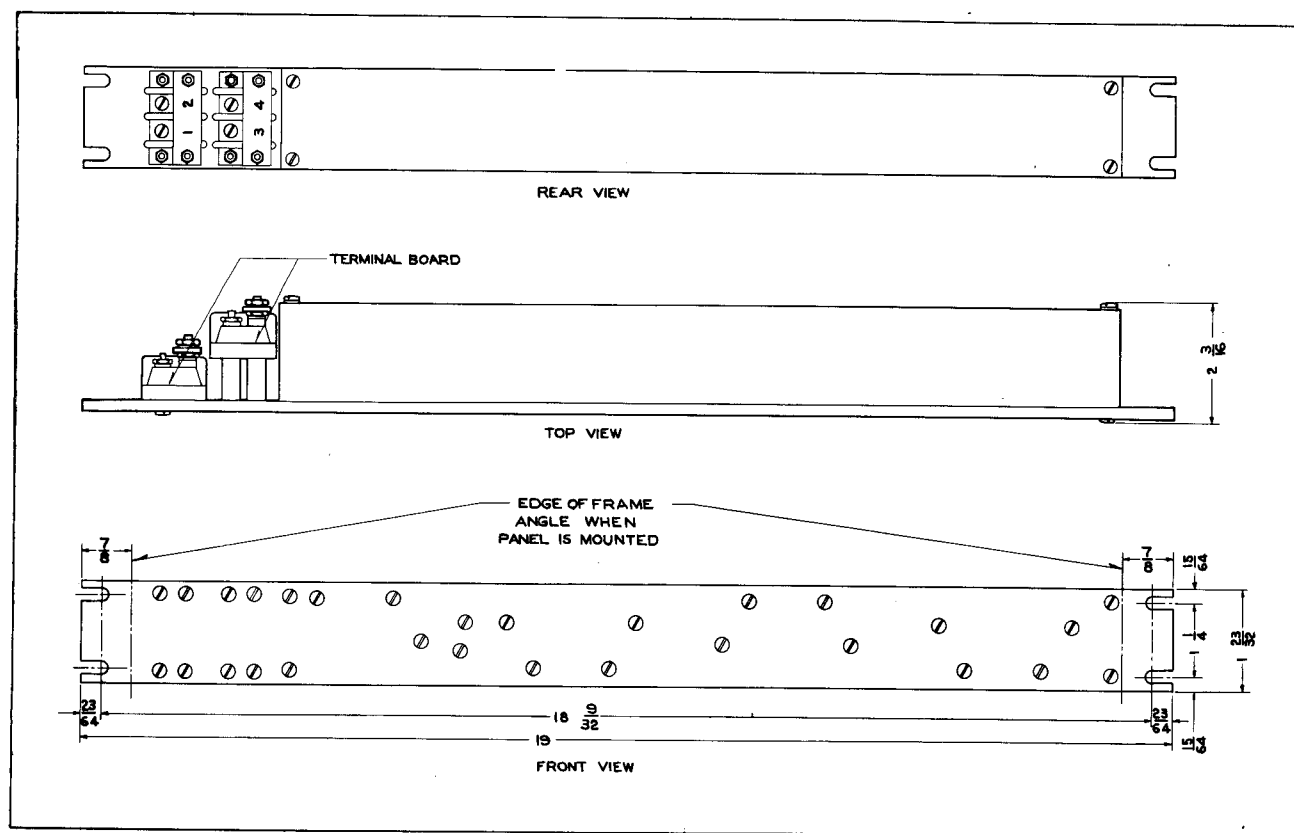 2 4
1 3
REAR VIEW
TERMINAL BOARD
2 3/16
TOP VIEW
EDGE OF FRAME
ANGLE WHEN
PANEL IS MOUNTED
7/8
7/8
15/64
1 1/4
1 23/32
23/64
18 9/32
23/64
15/64
19
FRONT VIEW